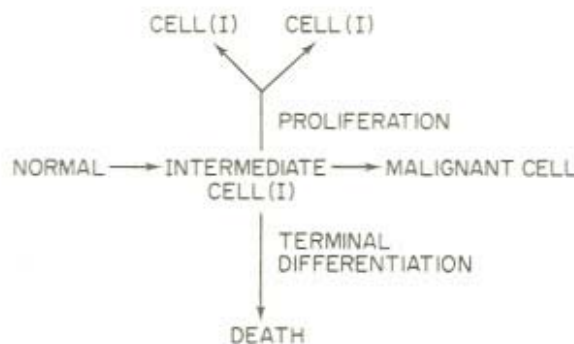 CELL(I) CELL(I)
PROLIFERATION
NORMAL INTERMEDIATE MALIGNANT CELL
CELL(I)
TERMINAL
DIFFERENTIATION
DEATH